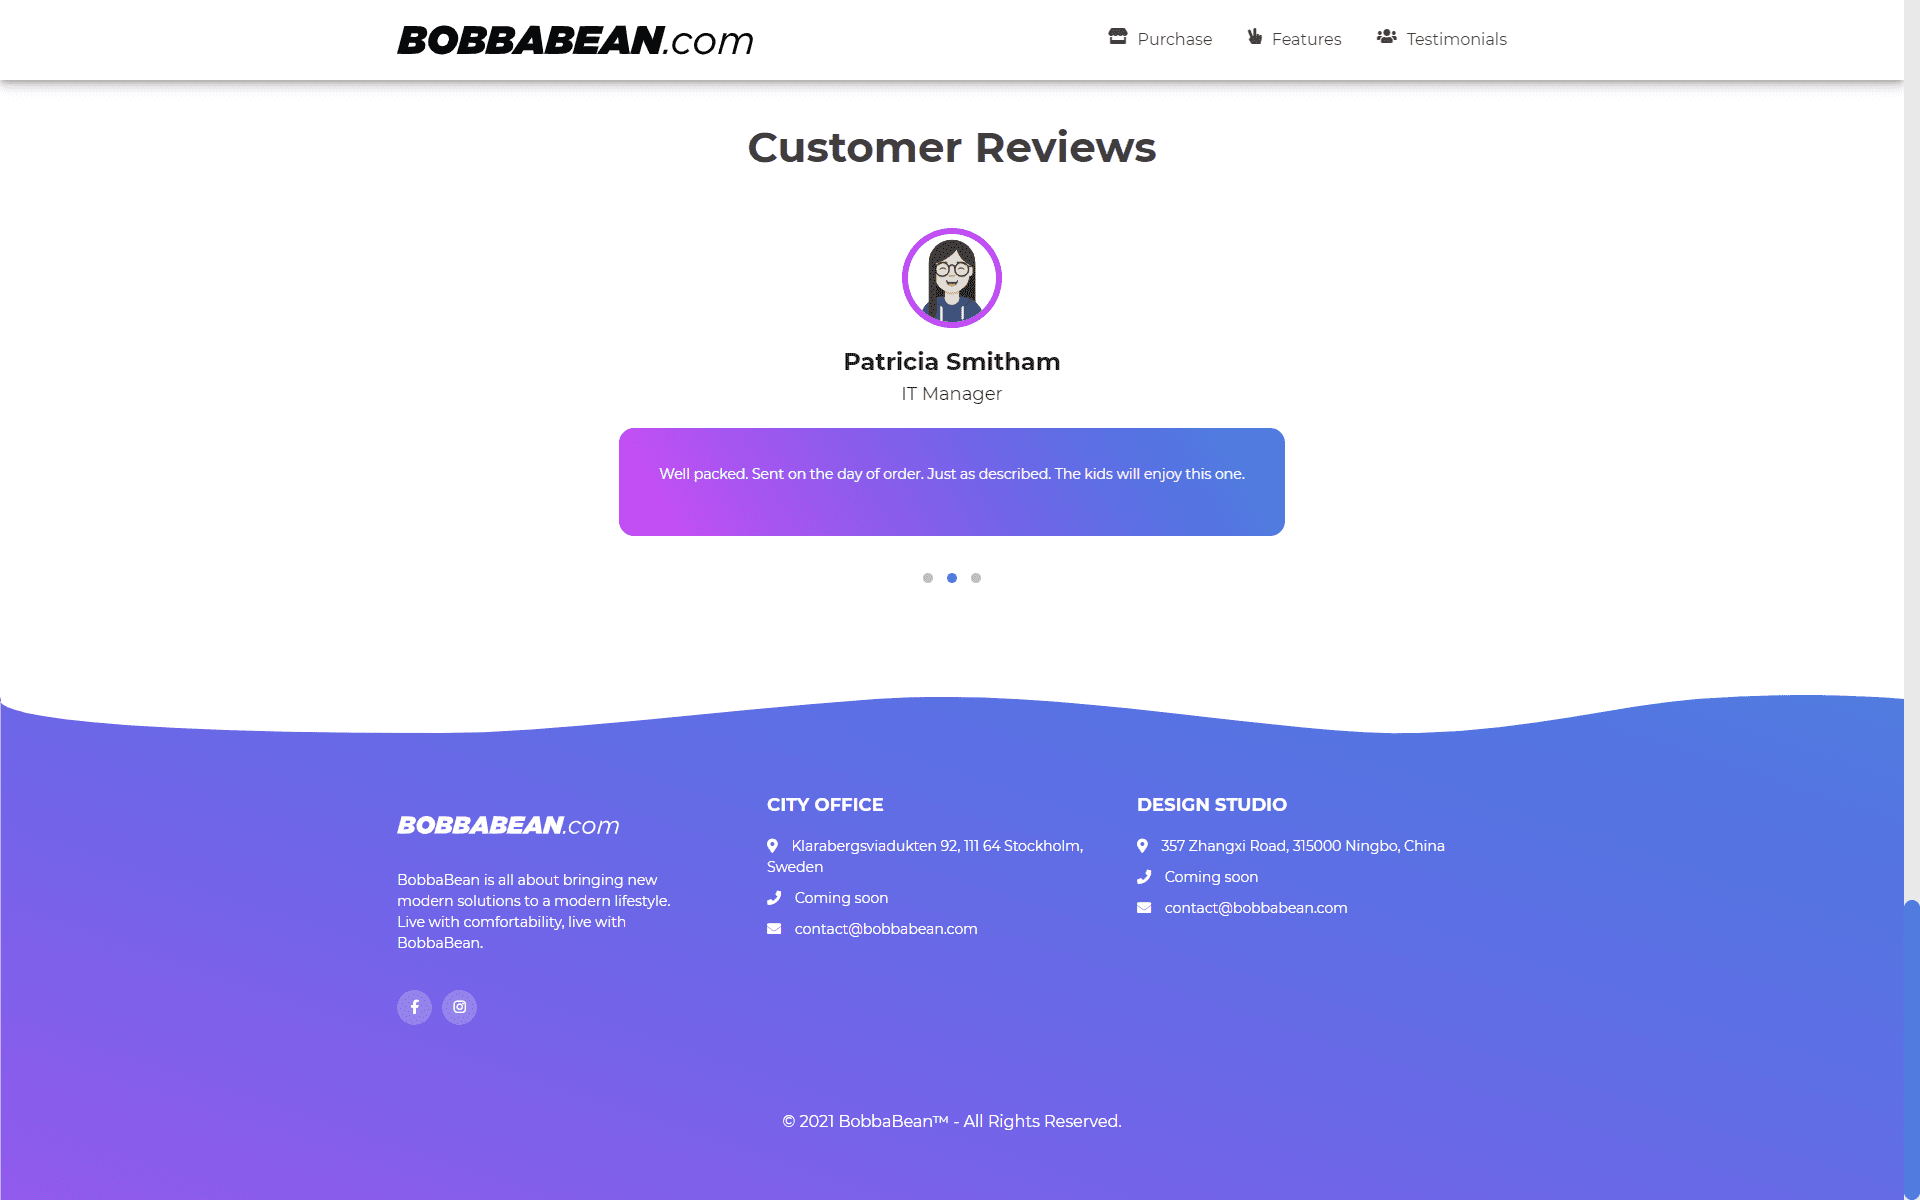 BOBBABEAN.com
Purchase
Features
Testimonials
Customer Reviews
Patricia Smitham
IT Manager
Well packed. Sent on the day of order. Just as described. The kids will enjoy this one.
BOBBABEAN.com
BobbaBean is all about bringing new
modern solutions to a modern lifestyle.
Live with comfortability, live with
BobbaBean.
CITY OFFICE
Klarabergsviadukten 92, 111 64 Stockholm,
Sweden
Coming soon
contact@bobbabean.com
DESIGN STUDIO
357 Zhangxi Road, 315000 Ningbo, China
Coming soon
contact@bobbabean.com
© 2021 BobbaBean™ - All Rights Reserved.